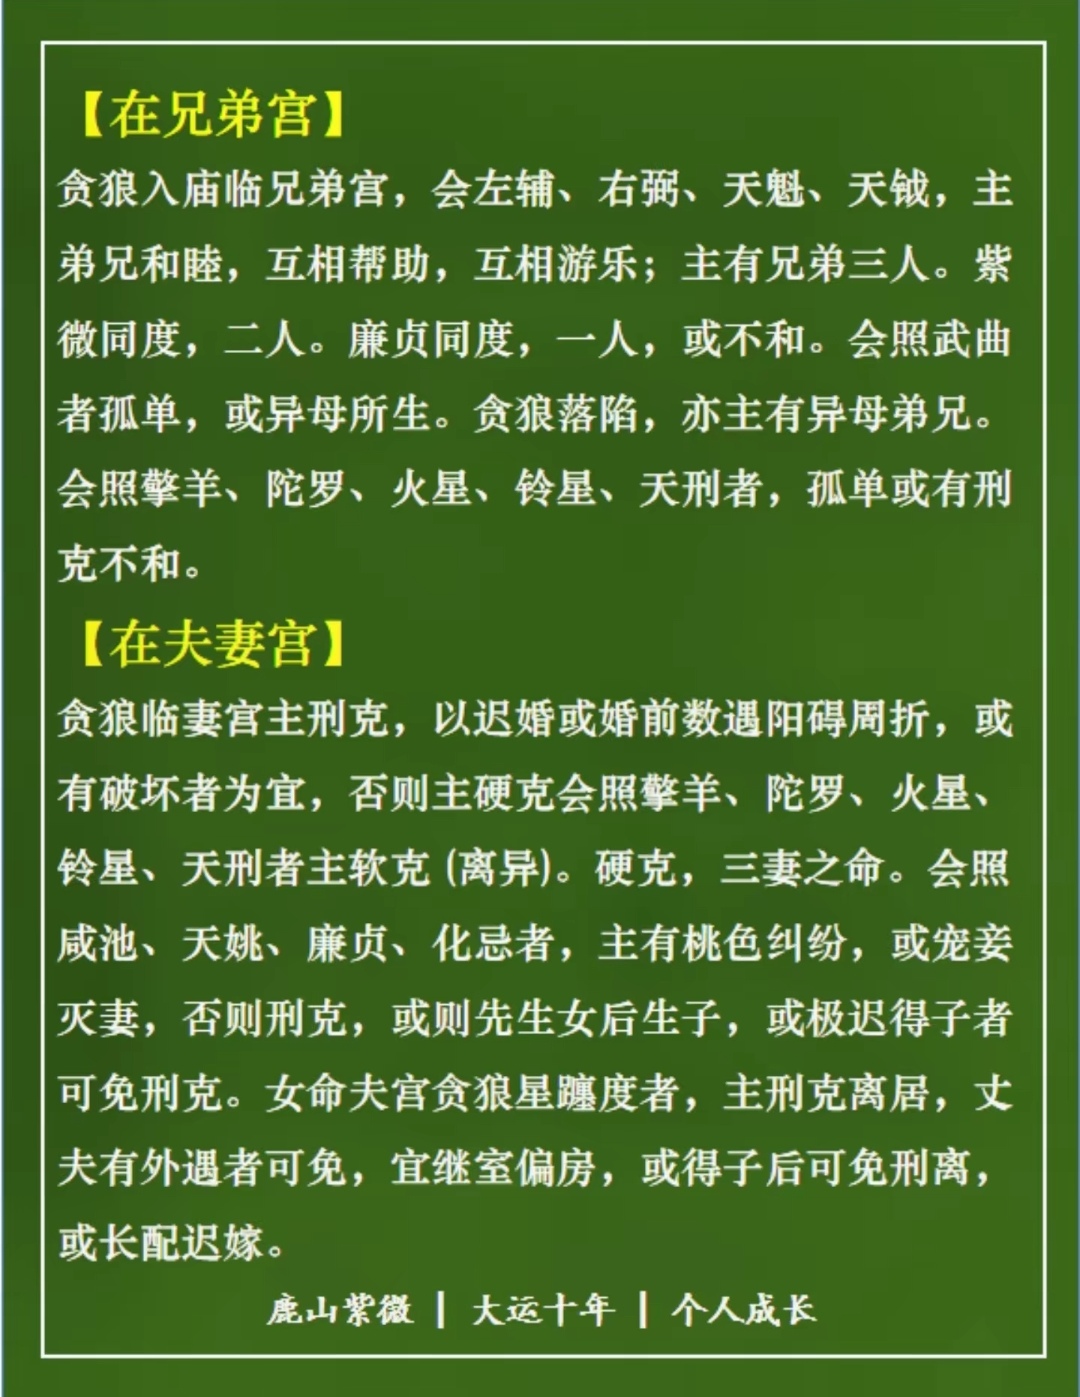 【在兄弟宫】
贪狼入庙临兄弟宫，会左辅、右弼、天魁、天钺，主
弟兄和睦，互相帮助，互相游乐；主有兄弟三人。紫
微同度，二人。廉贞同度，一人，或不和。会照武曲
者孤单，或异母所生。贪狼落陷，亦主有异母弟兄。
会照擎羊、陀罗、火星、铃星、天刑者，孤单或有刑
克不和。
【在夫妻宫】
贪狼临妻宫主刑克，以迟婚或婚前数遇阳碍周折，或
有破坏者为宜，否则主硬克会照擎羊、陀罗、火星、
铃星、天刑者主软克 (离异)。硬克，三妻之命。会照
咸池、天姚、廉贞、化忌者，主有桃色纠纷，或宠妾
灭妻，否则刑克，或则先生女后生子，或极迟得子者
可免刑克。女命夫宫贪狼星躔度者，主刑克离居，丈
夫有外遇者可免，宜继室偏房，或得子后可免刑离，
或长配迟嫁。
鹿山紫微 | 大运十年 | 个人成长